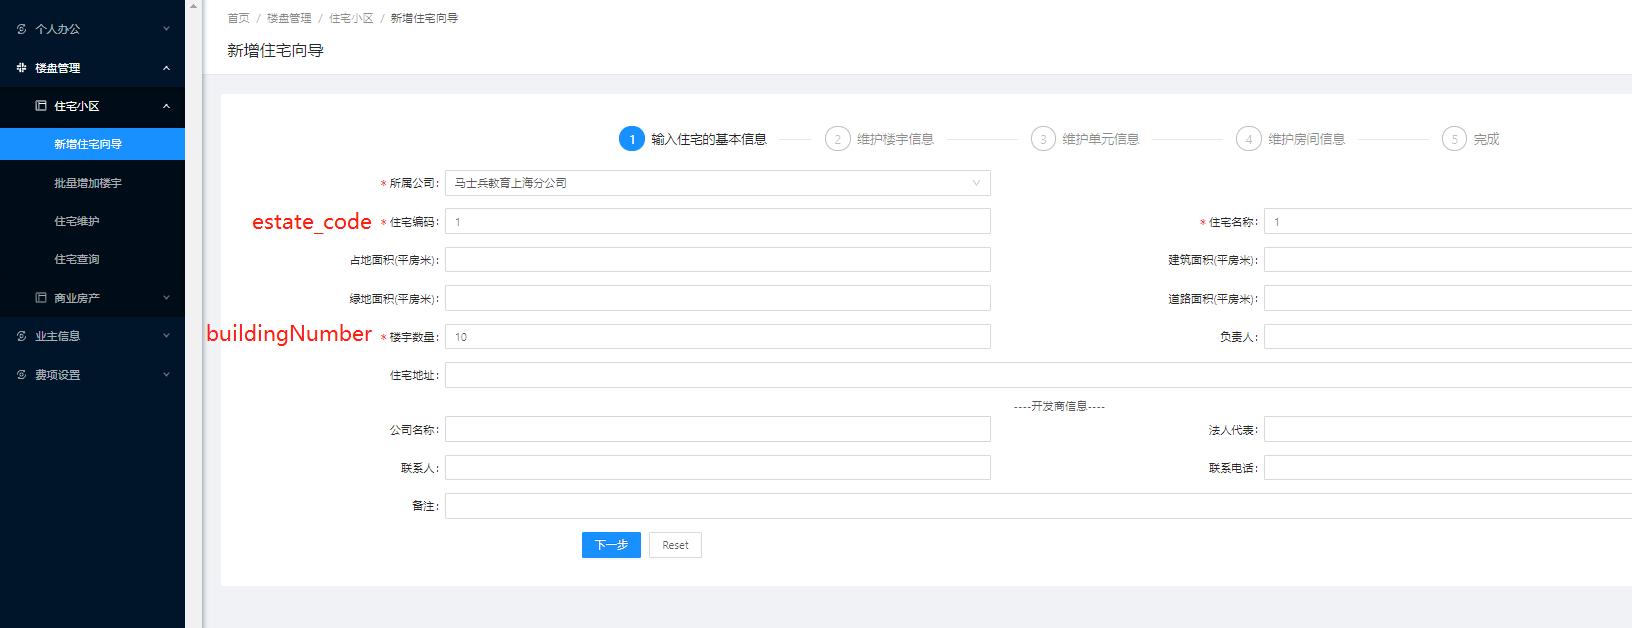 个人办公
楼盘管理
住宅小区
新增住宅向导
批量增加楼宇
住宅维护
住宅查询
商业房产
业主信息
费项设置
首页 / 楼盘管理 / 住宅小区 / 新增住宅向导
新增住宅向导
1 输入住宅的基本信息 2 维护楼宇信息 3 维护单元信息 4 维护房间信息 5 完成
* 所属公司: 马士兵教育上海分公司
estate_code * 住宅编码: 1 * 住宅名称: 1
占地面积(平房米): 建筑面积(平房米):
绿地面积(平房米): 道路面积(平房米):
buildingNumber * 楼宇数量: 10 负责人:
住宅地址:
----开发商信息----
公司名称: 法人代表:
联系人: 联系电话:
备注:
下一步 Reset